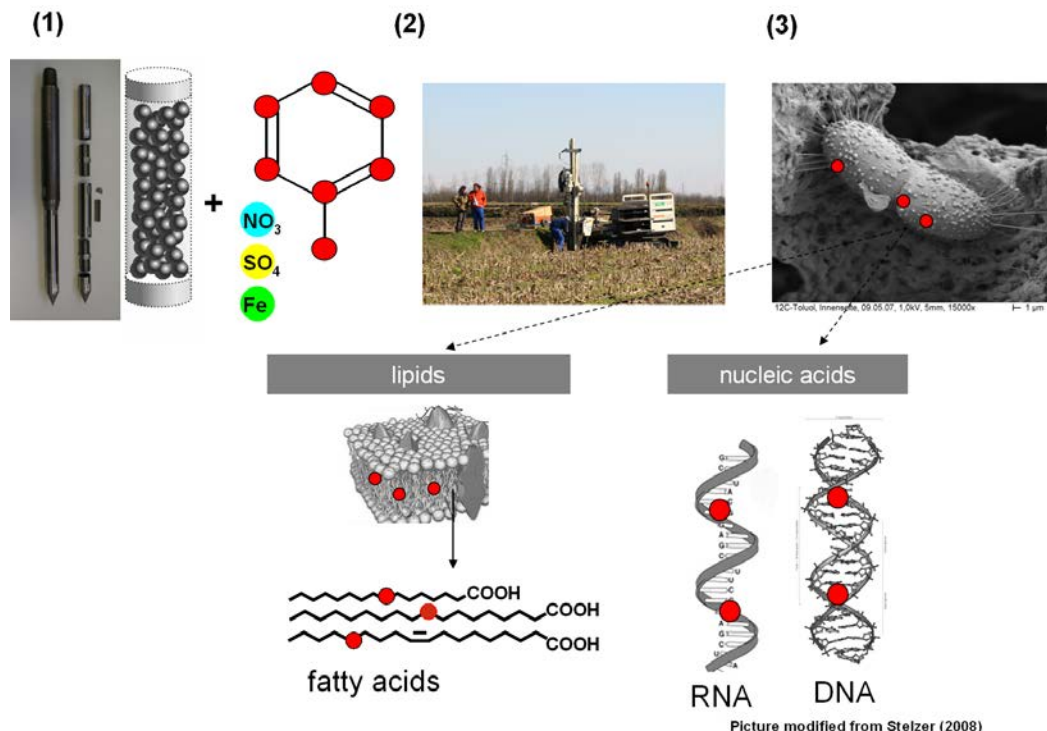 (1)
(2)
(3)
+
NO3
SO4
Fe
12C-Toluol, Innenseite, 09.05.07, 1,0kV, 5mm, 15000x
1 µm
lipids
nucleic acids
COOH
COOH
COOH
fatty acids
RNA
DNA
Picture modified from Stelzer (2008)